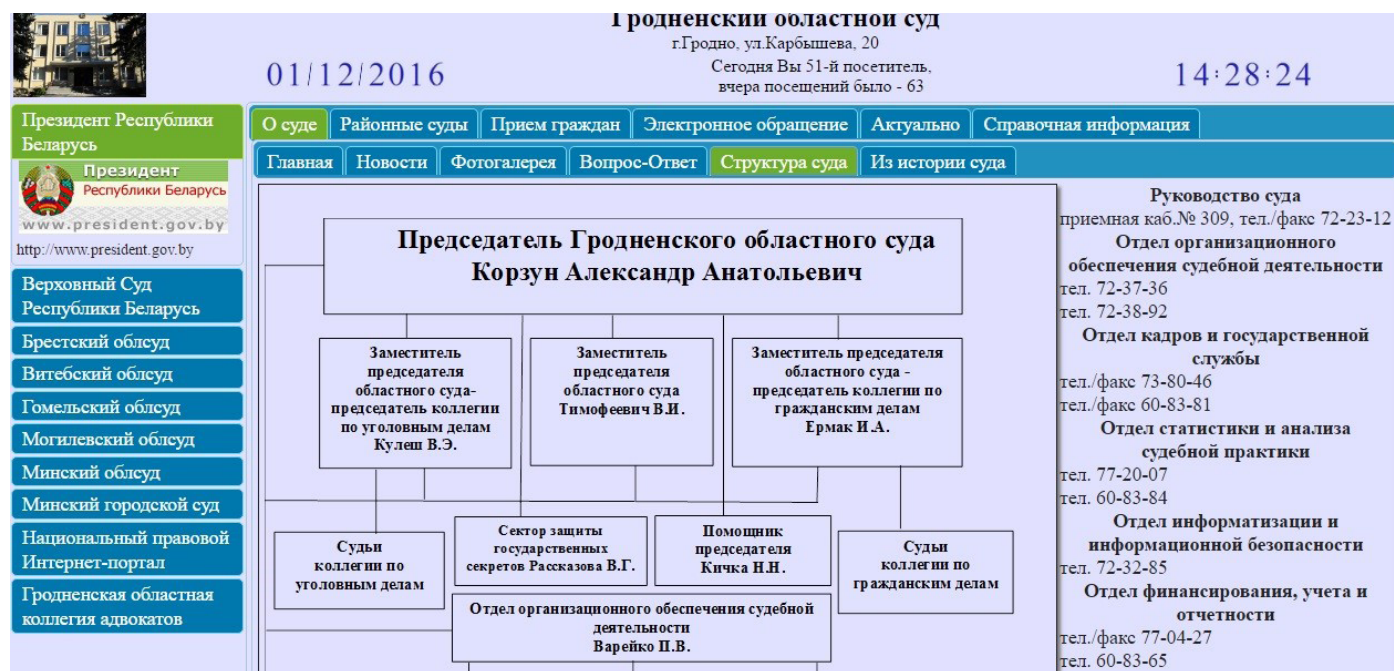 Гродненский областной суд
г.Гродно, ул.Карбышева, 20
Сегодня Вы 51-й посетитель,
вчера посещений было - 63
01/12/2016
14:28:24
Президент Республики
Беларусь
Президент
Республики Беларусь
www.president.gov.by
http://www.president.gov.by
Верховный Суд
Республики Беларусь
Брестский облсуд
Витебский облсуд
Гомельский облсуд
Могилевский облсуд
Минский облсуд
Минский городской суд
Национальный правовой
Интернет-портал
Гродненская областная
коллегия адвокатов
О суде
Районные суды
Прием граждан
Электронное обращение
Актуально
Справочная информация
Главная
Новости
Фотогалерея
Вопрос-Ответ
Структура суда
Из истории суда
Председатель Гродненского областного суда
Корзун Александр Анатольевич
Заместитель
председателя
областного суда-
председатель коллегии
по уголовным делам
Кулеш В.Э.
Заместитель
председателя
областного суда
Тимофеевич В.И.
Заместитель председателя
областного суда -
председатель коллегии по
гражданским делам
Ермак И.А.
Судьи
коллегии по
уголовным делам
Сектор защиты
государственных
секретов Рассказова В.Г.
Помощник
председателя
Кичка Н.Н.
Судьи
коллегии по
гражданским делам
Отдел организационного обеспечения судебной
деятельности
Варейко П.В.
Руководство суда
приемная каб.№ 309, тел./факс 72-23-12
Отдел организационного
обеспечения судебной деятельности
тел. 72-37-36
тел. 72-38-92
Отдел кадров и государственной
службы
тел./факс 73-80-46
тел./факс 60-83-81
Отдел статистики и анализа
судебной практики
тел. 77-20-07
тел. 60-83-84
Отдел информатизации и
информационной безопасности
тел. 72-32-85
Отдел финансирования, учета и
отчетности
тел./факс 77-04-27
тел. 60-83-65